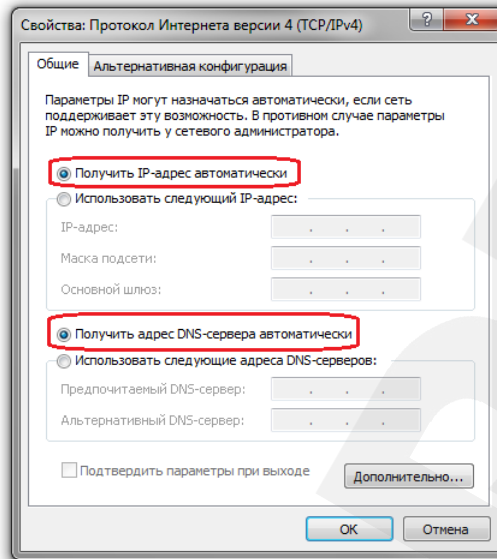 Свойства: Протокол Интернета версии 4 (TCP/IPv4)
Общие
Альтернативная конфигурация
Параметры IP могут назначаться автоматически, если сеть
поддерживает эту возможность. В противном случае параметры
IP можно получить у сетевого администратора.
Получить IP-адрес автоматически
Использовать следующий IP-адрес:
IP-адрес:
Маска подсети:
Основной шлюз:
Получить адрес DNS-сервера автоматически
Использовать следующие адреса DNS-серверов:
Предпочитаемый DNS-сервер:
Альтернативный DNS-сервер:
Подтвердить параметры при выходе
Дополнительно...
ОК
Отмена